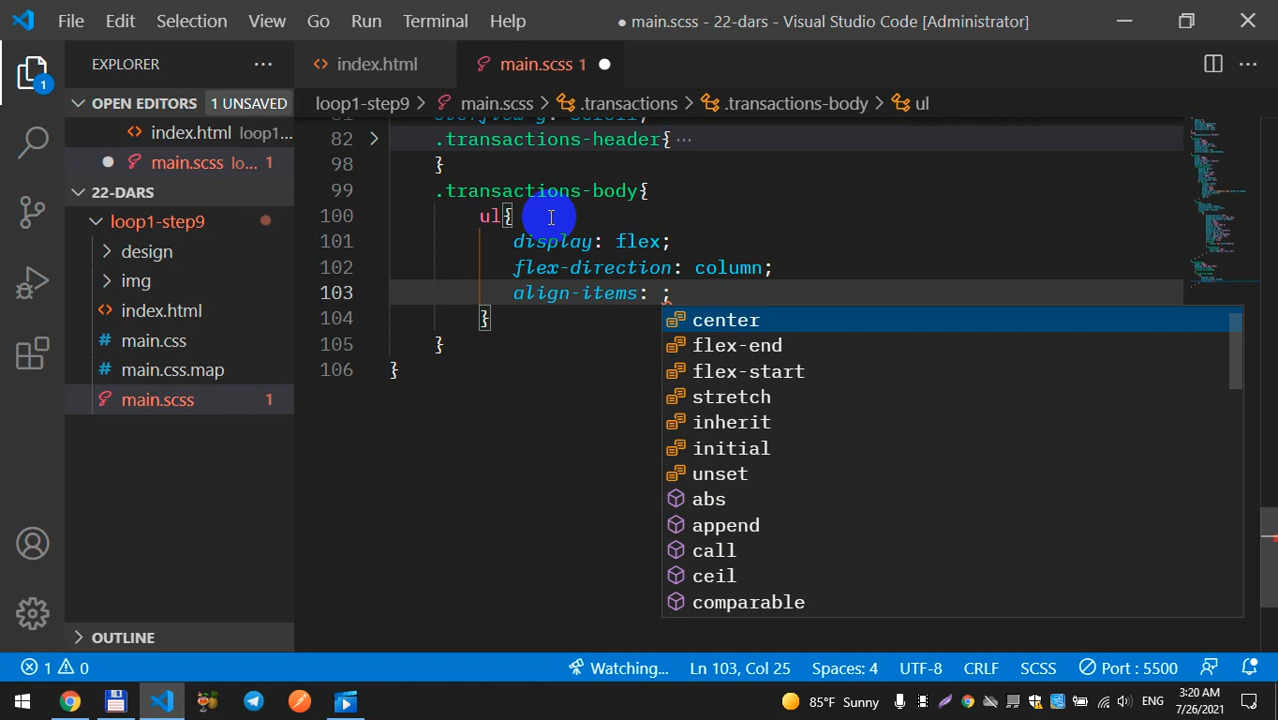 File Edit Selection View Go Run Terminal Help ● main.scss - 22-dars - Visual Studio Code [Administrator]
EXPLORER ...
index.html main.scss 1
OPEN EDITORS 1 UNSAVED
loop1-step9 > main.scss > .transactions > .transactions-body > ul
index.html loop1...
main.scss lo... 1
22-DARS
loop1-step9
design
img
index.html
main.css
main.css.map
main.scss 1
OUTLINE
82 .transactions-header{ ...
98 }
99 .transactions-body{
100 ul{
101 display: flex;
102 flex-direction: column;
103 align-items: ;
104 }
105 }
106 }
center
flex-end
flex-start
stretch
inherit
initial
unset
abs
append
call
ceil
comparable
1
1 0 Watching... Ln 103, Col 25 Spaces: 4 UTF-8 CRLF SCSS Port : 5500
85°F Sunny ENG 3:20 AM
7/26/2021